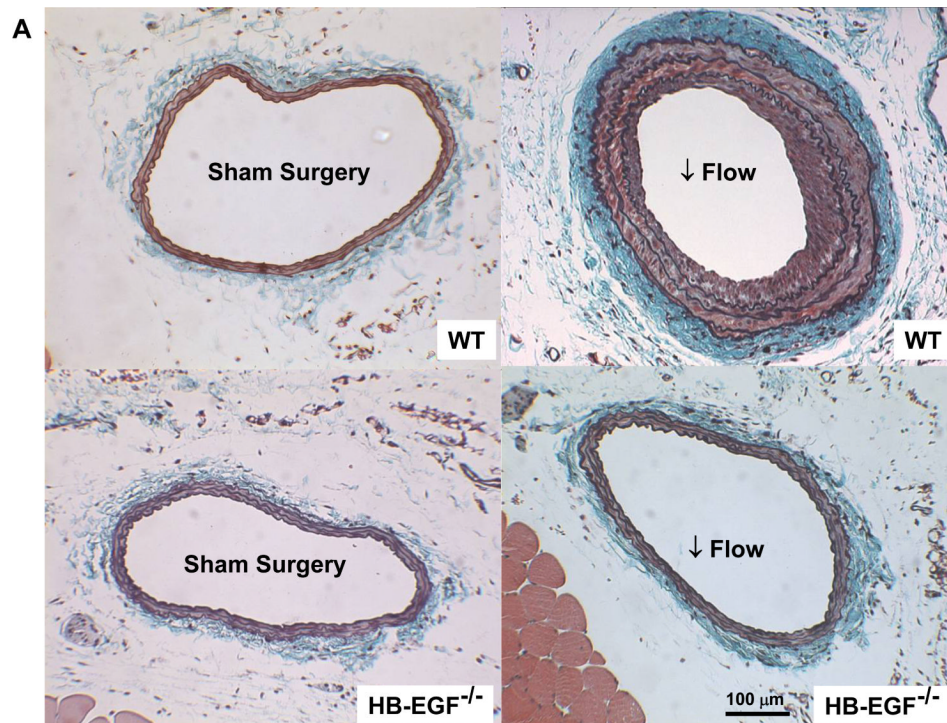 A
Sham Surgery
WT
↓ Flow
WT
Sham Surgery
HB-EGF-/-
↓ Flow
100 μm
HB-EGF-/-